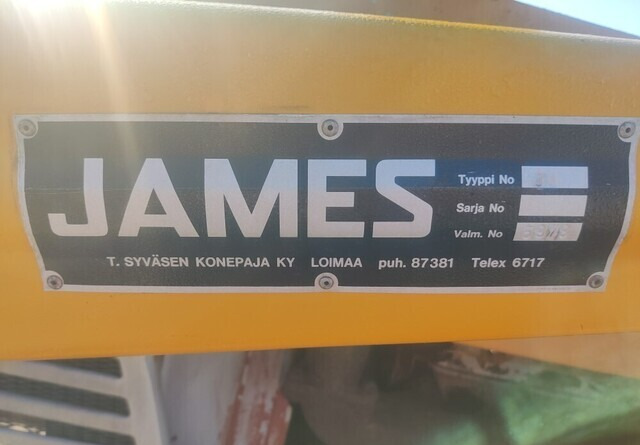 JAMES
Tyyppi No
Sarja No
Valm. No
T. SYVÄSEN KONEPAJA KY LOIMAA puh. 87381 Telex 6717